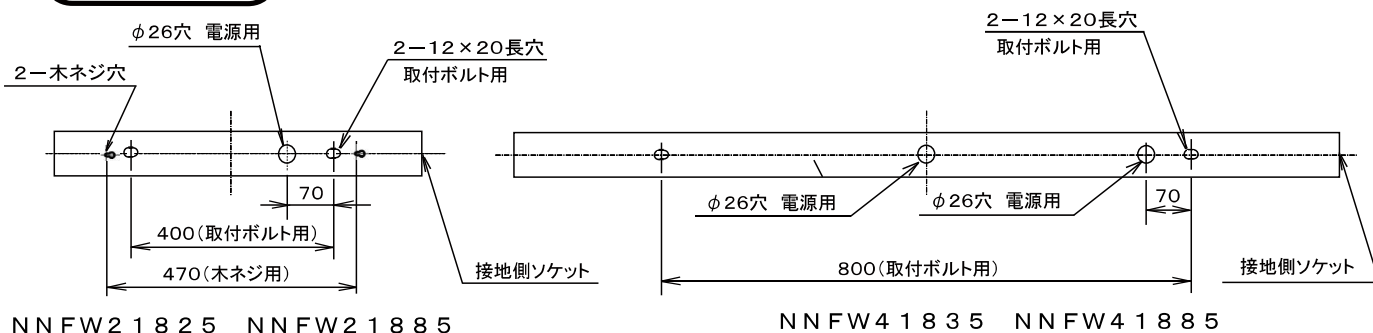 φ26穴 電源用
2－12×20長穴
取付ボルト用
2－木ネジ穴
70
400(取付ボルト用)
470(木ネジ用)
接地側ソケット
NNFW21825 NNFW21885
2－12×20長穴
取付ボルト用
φ26穴 電源用
φ26穴 電源用
70
800(取付ボルト用)
接地側ソケット
NNFW41835 NNFW41885